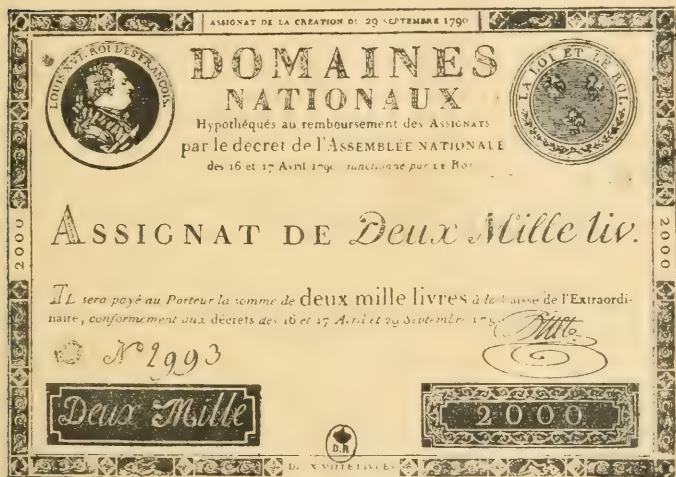 ASSIGNAT DE LA CREATION DU 29 SEPTEMBRE 1790
LOUIS XVI. ROI DES FRANÇOIS.
DOMAINES
NATIONAUX
LA LOI ET LE ROI.
Hypothéqués au remboursement des ASSIGNATS
par le decret de l'ASSEMBLÉE NATIONALE
des 16 et 17 Avril 1790 sanctionné par LE ROI
2000
2000
ASSIGNAT DE Deux Mille liv.
IL sera payé au Porteur la somme de deux mille livres à la Caisse de l'Extraordi-
naire, conformément aux décrets des 16 et 17 Avril et 29 Septembre
N° 2993
Deux Mille
2000
D.R